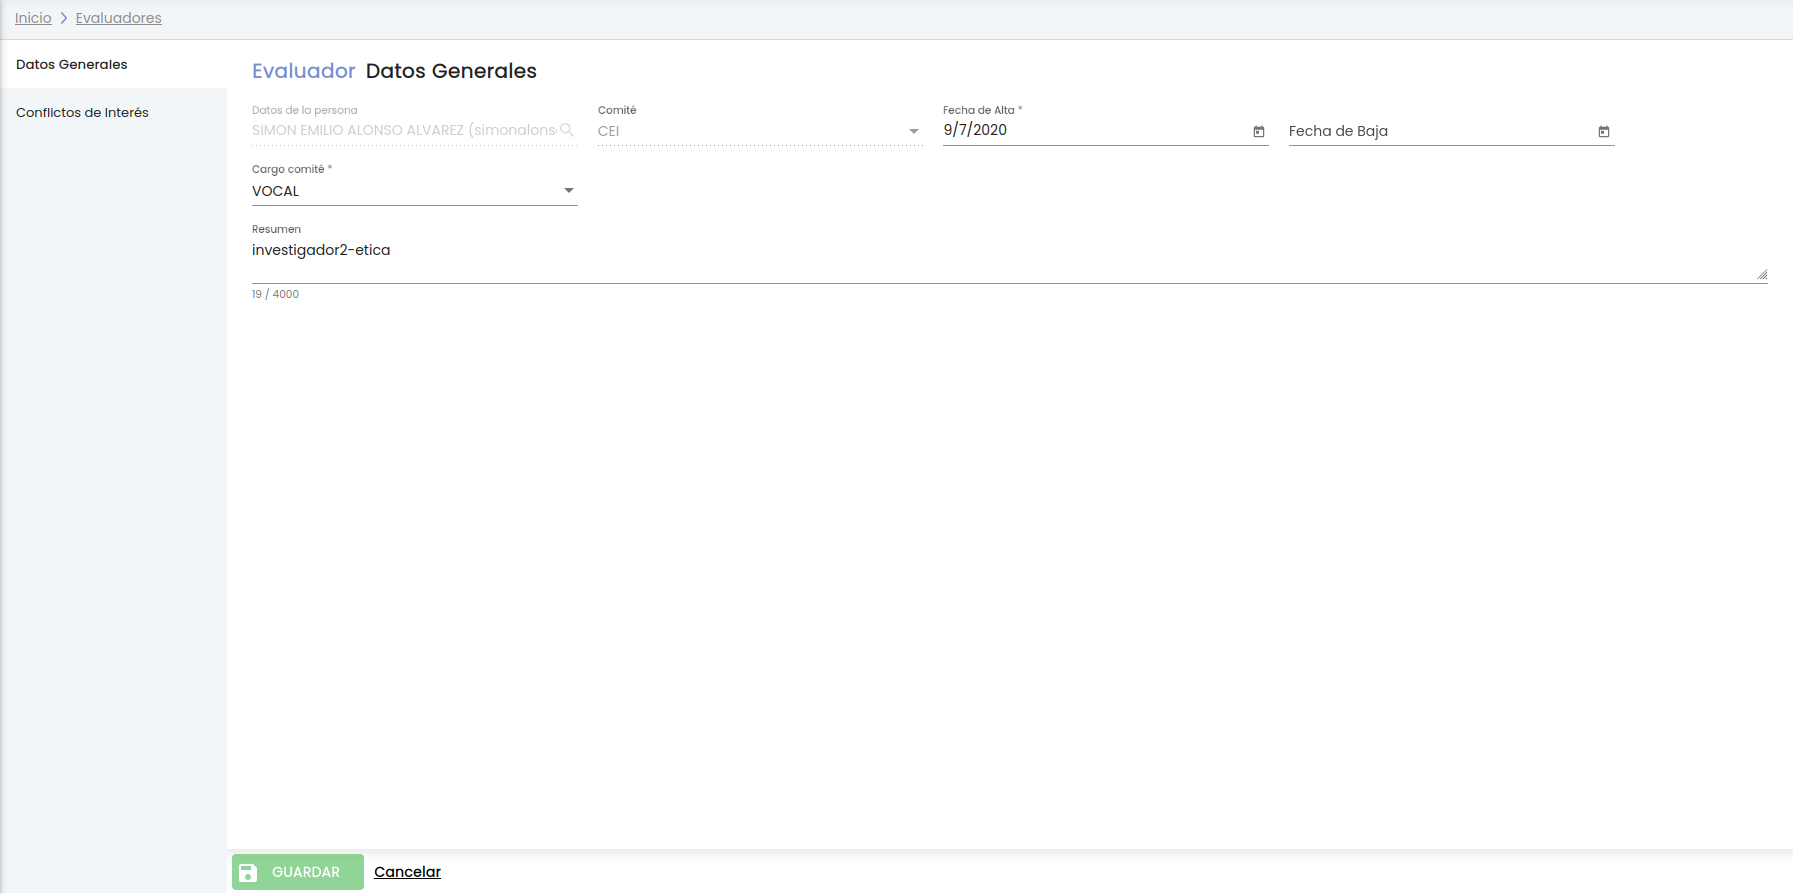 Inicio > Evaluadores
Datos Generales
Conflictos de Interés
Evaluador Datos Generales
Datos de la persona
SIMON EMILIO ALONSO ALVAREZ (simonalons
Comité
CEI
Fecha de Alta *
9/7/2020
Fecha de Baja
Cargo comité *
VOCAL
Resumen
investigador2-etica
19 / 4000
GUARDAR
Cancelar